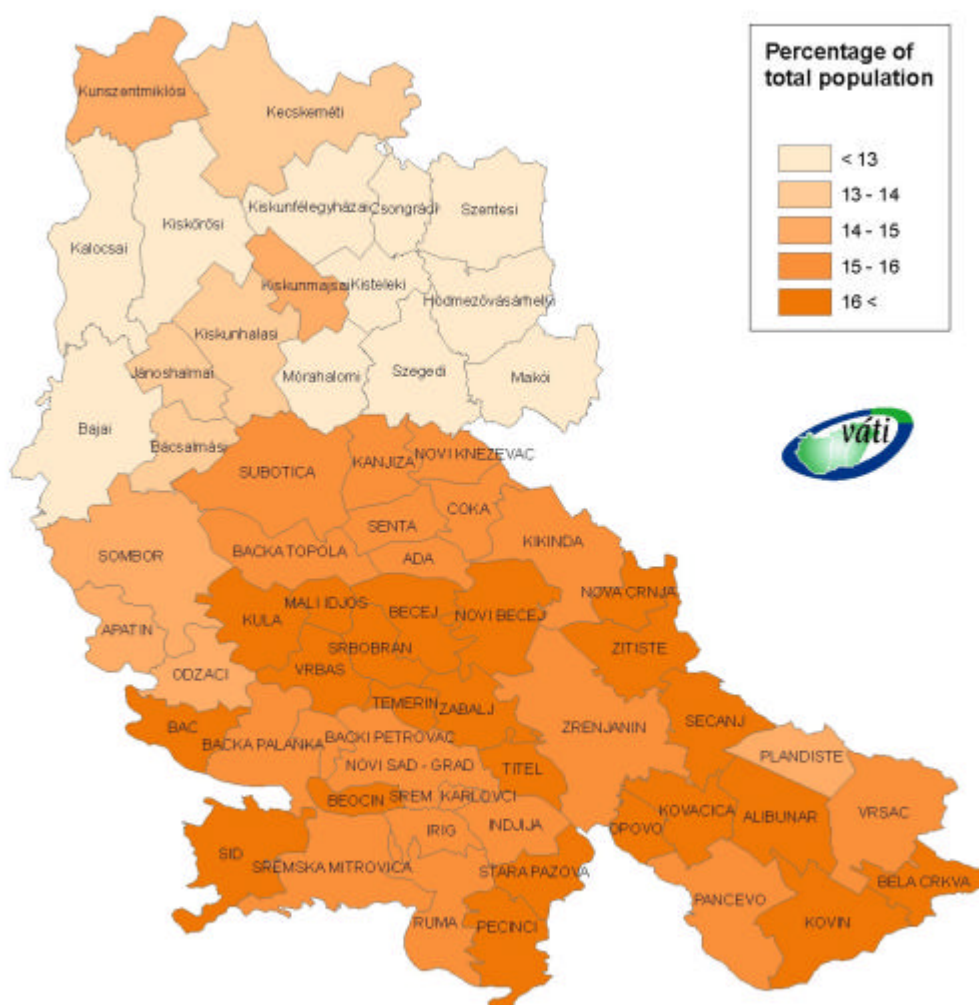 Percentage of
total population
< 13
13 - 14
14 - 15
15 - 16
16 <
váti
Kunszentmiklósi
Kecskeméti
Kiskunfélegyházai
Csongrádi
Szentesi
Kiskőrösi
Kalocsai
Kiskunmajsai
Kisteleki
Hódmezővásárhelyi
Kiskunhalasi
Jánoshalmai
Mórahalomi
Szegedi
Makói
Bajai
Bácsalmási
SUBOTICA
KANJIZA
NOVI KNEZEVAC
SENTA
COKA
SOMBOR
BACKA TOPOLA
ADA
KIKINDA
NOVA CRNJA
KULA
MALI IDJOS
BECEJ
NOVI BECEJ
APATIN
SRBOBRAN
ZITISTE
ODZACI
VRBAS
TEMERIN
ZABALJ
BAC
BACKA PALANKA
BACKI PETROVAC
ZRENJANIN
SECANJ
NOVI SAD - GRAD
TITEL
PLANDISTE
BEOCIN
SREM. KARLOVCI
KOVACICA
ALIBUNAR
VRSAC
OPOVO
IRIG
INDJIJA
SID
SREMSKA MITROVICA
STARA PAZOVA
BELA CRKVA
PANCEVO
RUMA
PECINCI
KOVIN